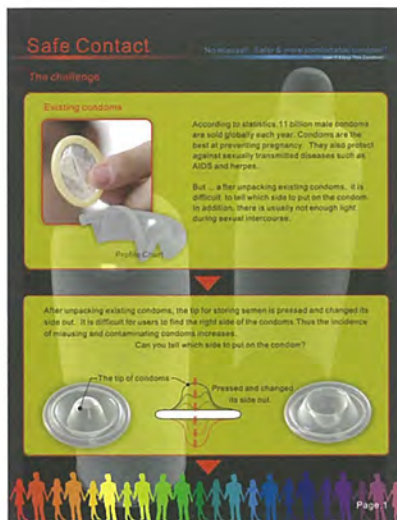 Safe Contact
No misuse!! Safer & more comfortable condom!
The challenge
Existing condoms
According to statistics, 11 billion male condoms
are sold globally each year. Condoms are the
best at preventing pregnancy. They also protect
against sexually transmitted diseases such as
AIDS and herpes.
But ... a fter unpacking existing condoms, it is
difficult to tell which side to put on the condom.
In addition, there is usually not enough light
during sexual intercourse.
Profile Chart
After unpacking existing condoms, the tip for storing semen is pressed and changed its
side out. It is difficult for users to find the right side of the condoms. Thus the incidence
of misusing and contaminating condoms increases.
Can you tell which side to put on the condom?
The tip of condoms
Pressed and changed
its side out.
Page.1